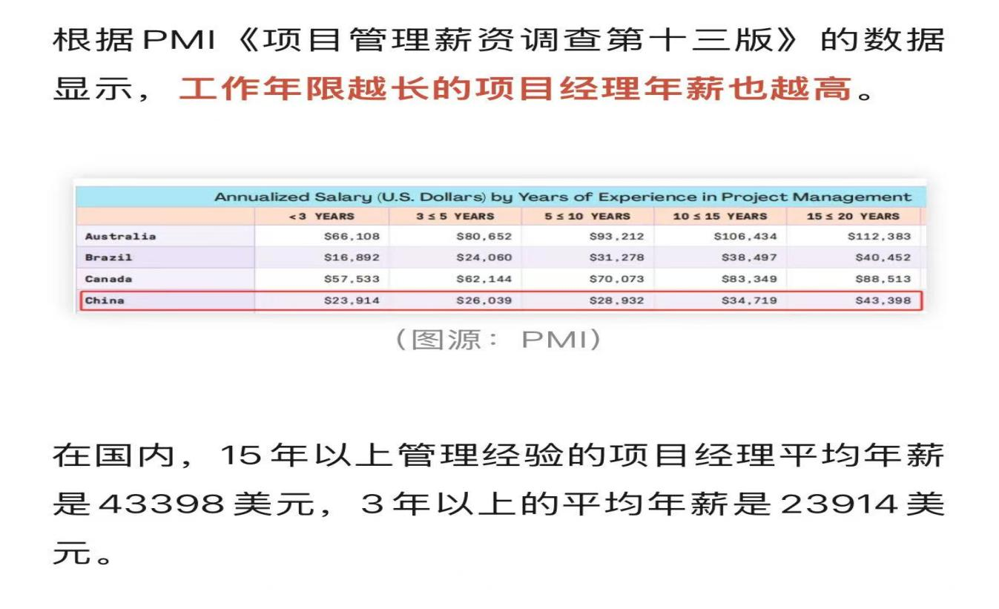 根据PMI《项目管理薪资调查第十三版》的数据
显示，工作年限越长的项目经理年薪也越高。
Annualized Salary (U.S. Dollars) by Years of Experience in Project Management
<3 YEARS 3 ≤ 5 YEARS 5 ≤ 10 YEARS 10 ≤ 15 YEARS 15 ≤ 20 YEARS
Australia $66,108 $80,652 $93,212 $106,434 $112,383
Brazil $16,892 $24,060 $31,278 $38,497 $40,452
Canada $57,533 $62,144 $70,073 $83,349 $88,513
China $23,914 $26,039 $28,932 $34,719 $43,398
（图源：PMI）
在国内，15年以上管理经验的项目经理平均年薪
是43398美元，3年以上的平均年薪是23914美
元。